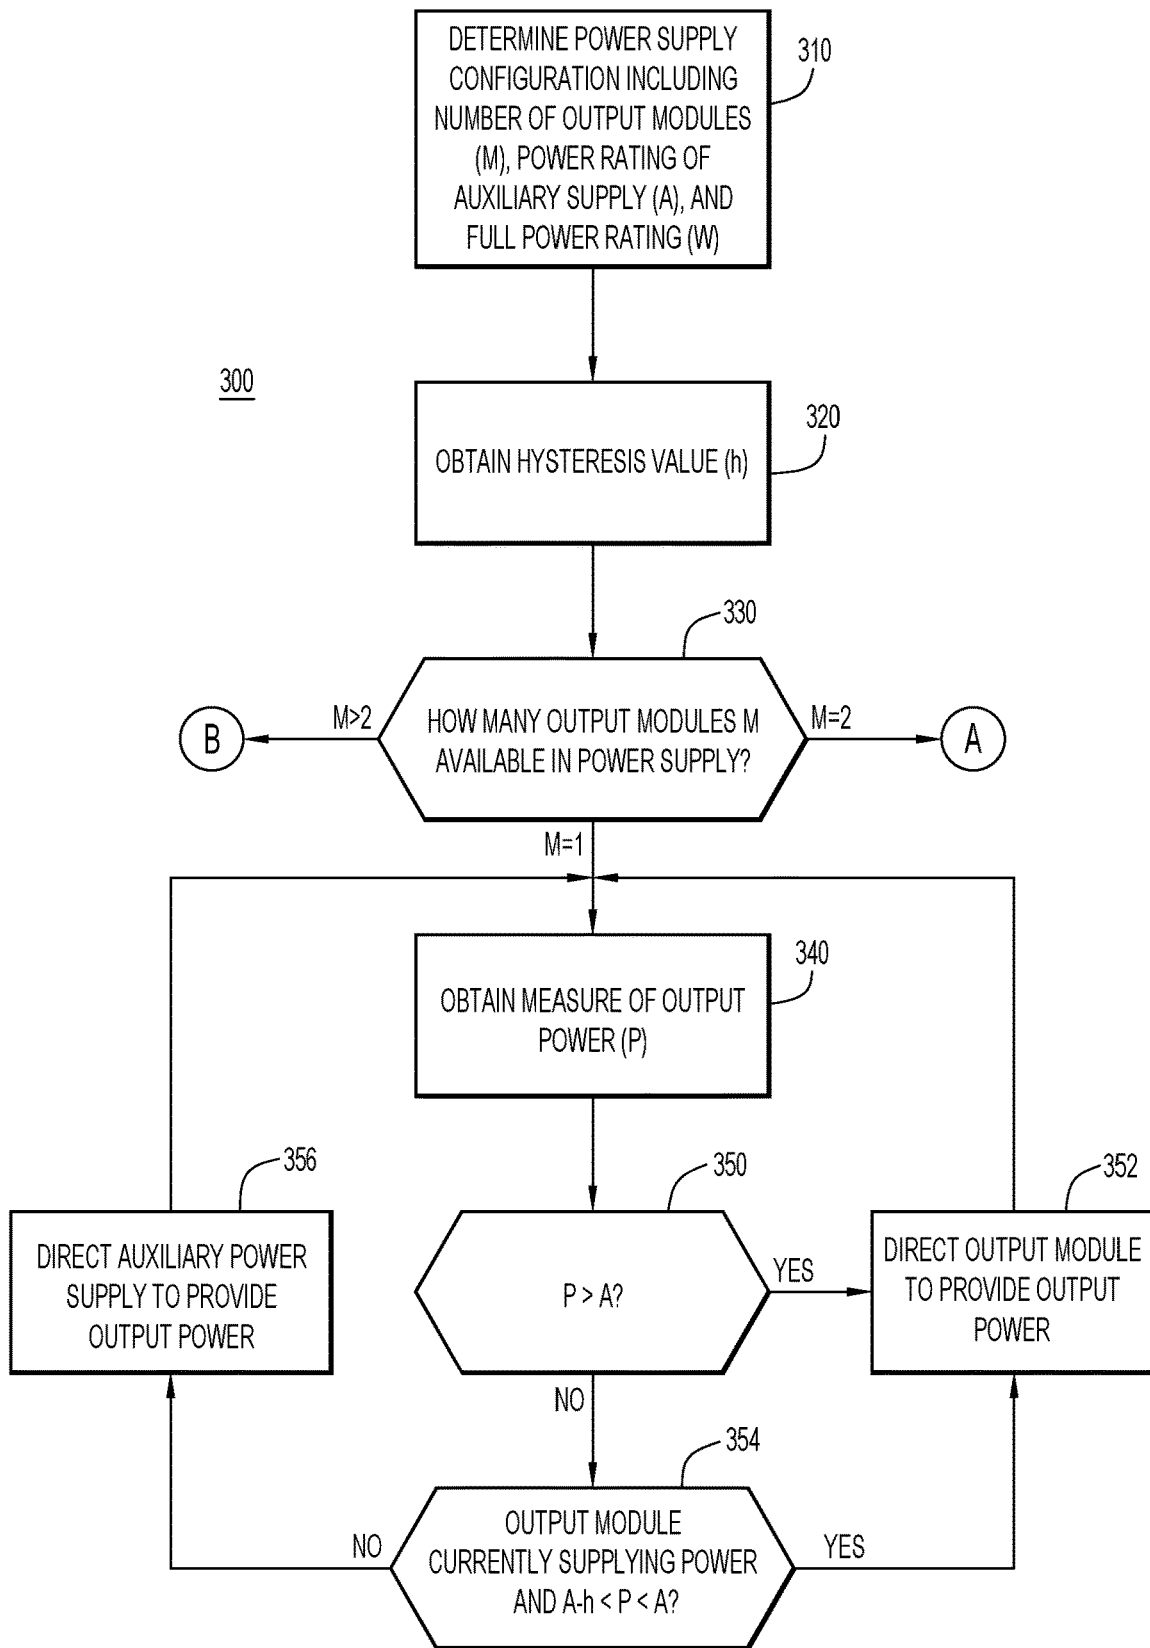 DETERMINE POWER SUPPLY
CONFIGURATION INCLUDING
NUMBER OF OUTPUT MODULES
(M), POWER RATING OF
AUXILIARY SUPPLY (A), AND
FULL POWER RATING (W)
310
300
OBTAIN HYSTERESIS VALUE (h)
320
330
HOW MANY OUTPUT MODULES M
AVAILABLE IN POWER SUPPLY?
M>2
B
M=2
A
M=1
OBTAIN MEASURE OF OUTPUT
POWER (P)
340
356
DIRECT AUXILIARY POWER
SUPPLY TO PROVIDE
OUTPUT POWER
350
P > A?
YES
352
DIRECT OUTPUT MODULE
TO PROVIDE OUTPUT
POWER
NO
354
OUTPUT MODULE
CURRENTLY SUPPLYING POWER
AND A-h < P < A?
NO
YES